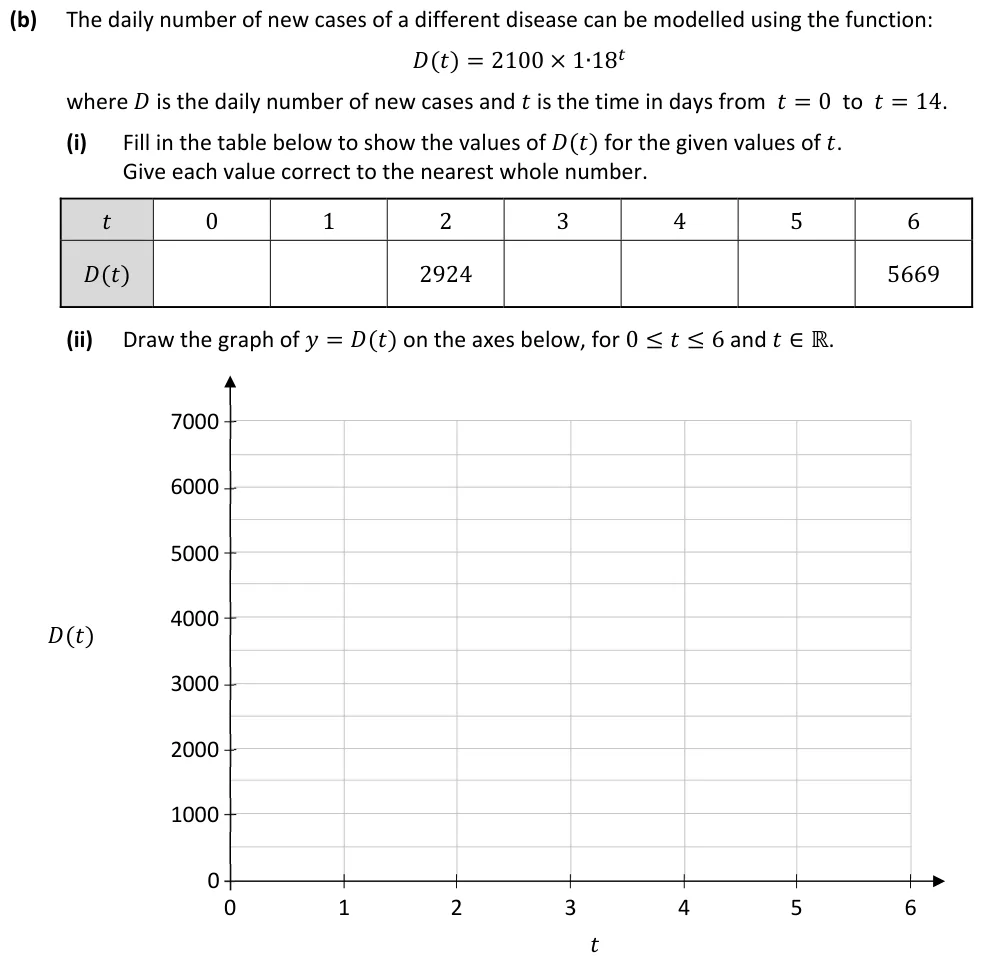 (b) The daily number of new cases of a different disease can be modelled using the function:
D(t) = 2100 × 1·18ᵗ
where D is the daily number of new cases and t is the time in days from t = 0 to t = 14.
(i) Fill in the table below to show the values of D(t) for the given values of t.
Give each value correct to the nearest whole number.
t 0 1 2 3 4 5 6
D(t) 2924 5669
(ii) Draw the graph of y = D(t) on the axes below, for 0 ≤ t ≤ 6 and t ∈ ℝ.
7000
6000
5000
4000
D(t)
3000
2000
1000
0
0 1 2 3 4 5 6
t